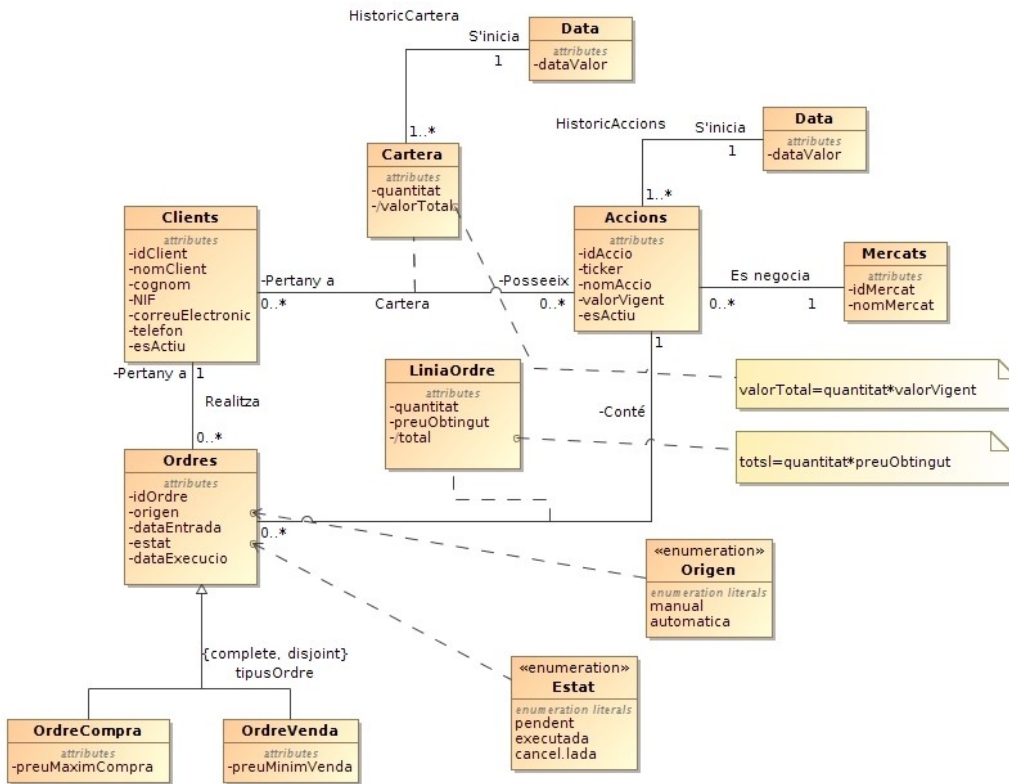 HistoricCartera
Data
S'inicia
attributes
-dataValor
1
HistoricAccions
S'inicia
Data
attributes
-dataValor
1
1..*
Cartera
attributes
-quantitat
-/valorTotal
1..*
Clients
attributes
-idClient
-nomClient
-cognom
-NIF
-correuElectronic
-telefon
-esActiu
Accions
attributes
-idAccio
-ticker
-nomAccio
-valorVigent
-esActiu
Mercats
attributes
-idMercat
-nomMercat
-Pertany a
0..*
Cartera
-Posseeix
0..*
Es negocia
0..*
1
-Pertany a
1
Realitza
0..*
LiniaOrdre
attributes
-quantitat
-preuObtingut
-/total
1
-Conté
valorTotal=quantitat*valorVigent
totsl=quantitat*preuObtingut
Ordres
attributes
-idOrdre
-origen
-dataEntrada
-estat
-dataExecucio
0..*
«enumeration»
Origen
enumeration literals
manual
automatica
{complete, disjoint}
tipusOrdre
«enumeration»
Estat
enumeration literals
pendent
executada
cancel.lada
OrdreCompra
attributes
-preuMaximCompra
OrdreVenda
attributes
-preuMinimVenda